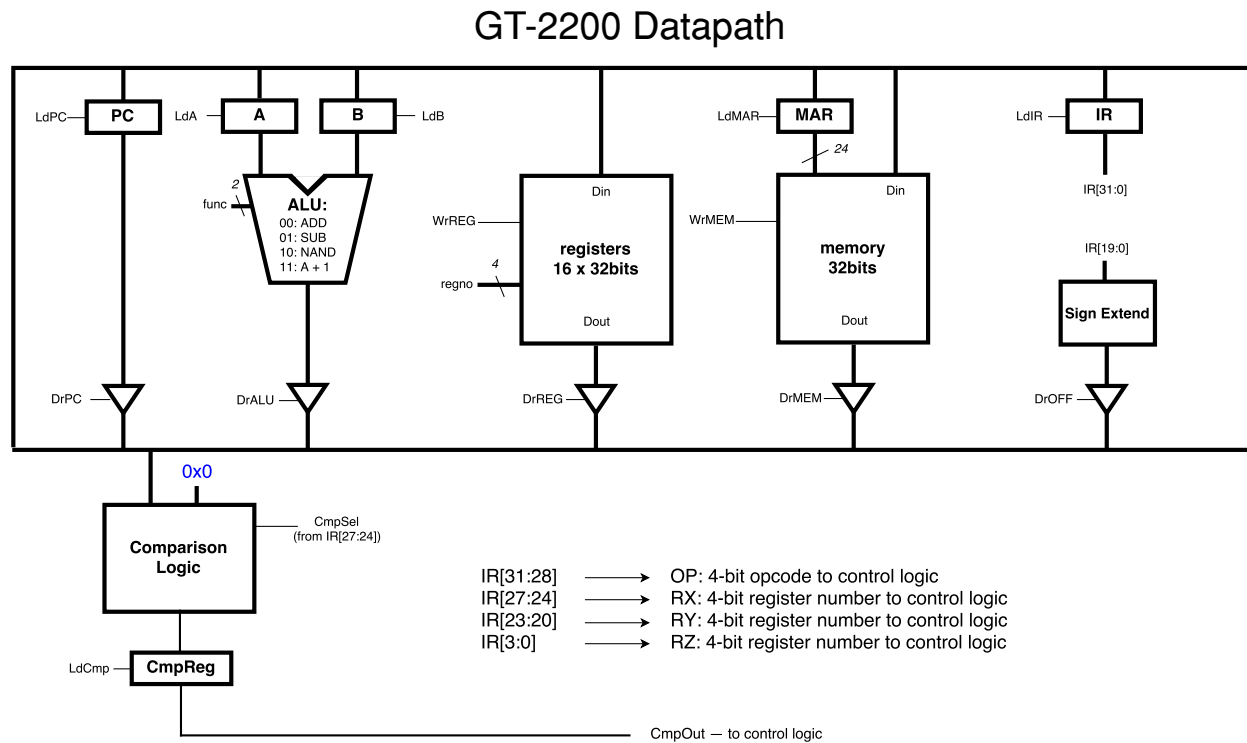 GT-2200 Datapath
LdPC
PC
LdA
A
B
LdB
LdMAR
MAR
LdIR
IR
24
2
func
ALU:
00: ADD
01: SUB
10: NAND
11: A + 1
Din
WrREG
registers
16 x 32bits
4
regno
Dout
Din
WrMEM
memory
32bits
Dout
IR[31:0]
IR[19:0]
Sign Extend
DrPC
DrALU
DrREG
DrMEM
DrOFF
0x0
Comparison
Logic
CmpSel
(from IR[27:24])
IR[31:28] OP: 4-bit opcode to control logic
IR[27:24] RX: 4-bit register number to control logic
IR[23:20] RY: 4-bit register number to control logic
IR[3:0] RZ: 4-bit register number to control logic
LdCmp
CmpReg
CmpOut — to control logic